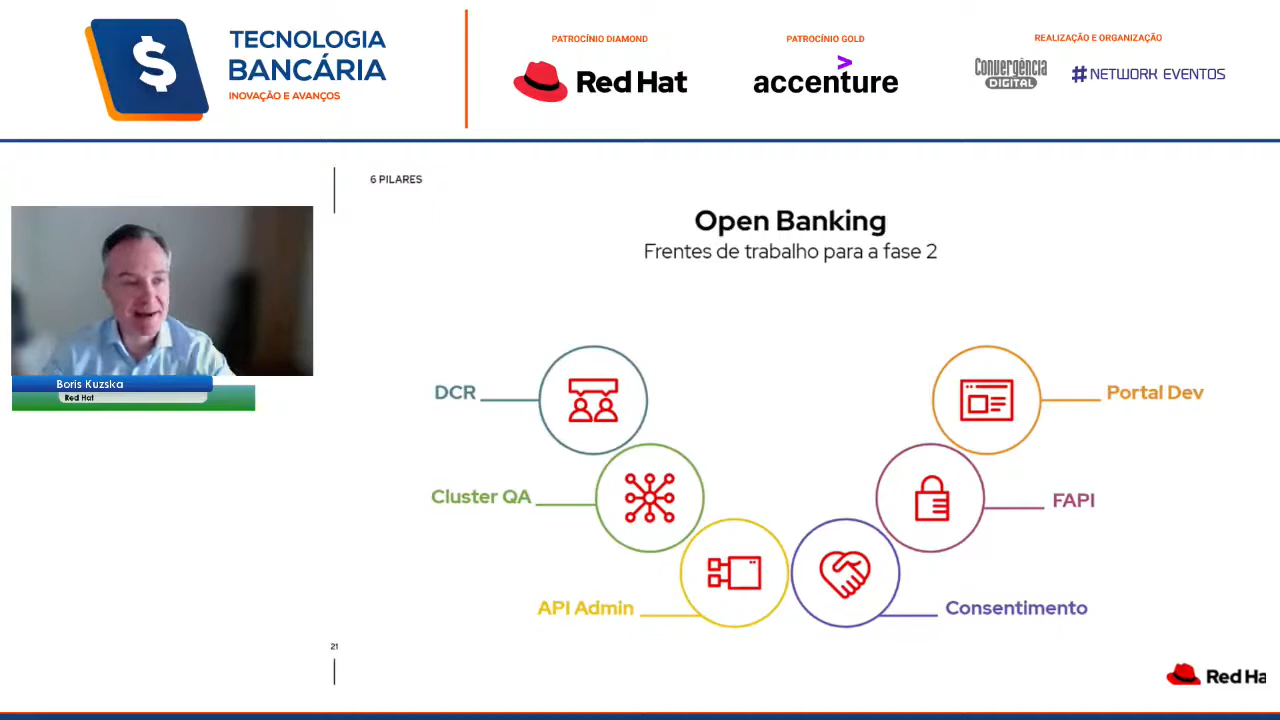 TECNOLOGIA
BANCÁRIA
INOVAÇÃO E AVANÇOS
PATROCÍNIO DIAMOND
Red Hat
PATROCÍNIO GOLD
accenture
REALIZAÇÃO E ORGANIZAÇÃO
Convergência
DIGITAL
#NETWORK EVENTOS
6 PILARES
Open Banking
Frentes de trabalho para a fase 2
Boris Kuzska
Red Hat
DCR
Portal Dev
Cluster QA
FAPI
API Admin
Consentimento
21
Red Ha